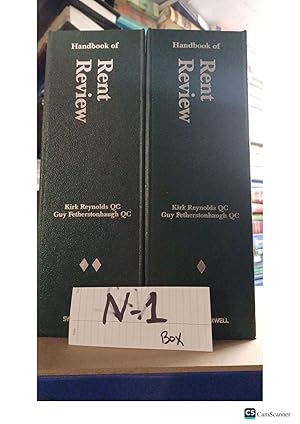 Handbook of
Rent
Review
Kirk Reynolds QC
Guy Fetherstonhaugh QC
Handbook of
Rent
Review
Kirk Reynolds QC
Guy Fetherstonhaugh QC
N-1
BOX
CS CamScanner